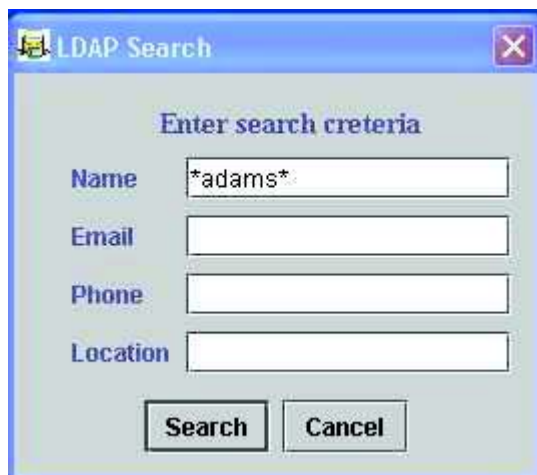 LDAP Search
Enter search creteria
Name *adams*
Email
Phone
Location
Search Cancel